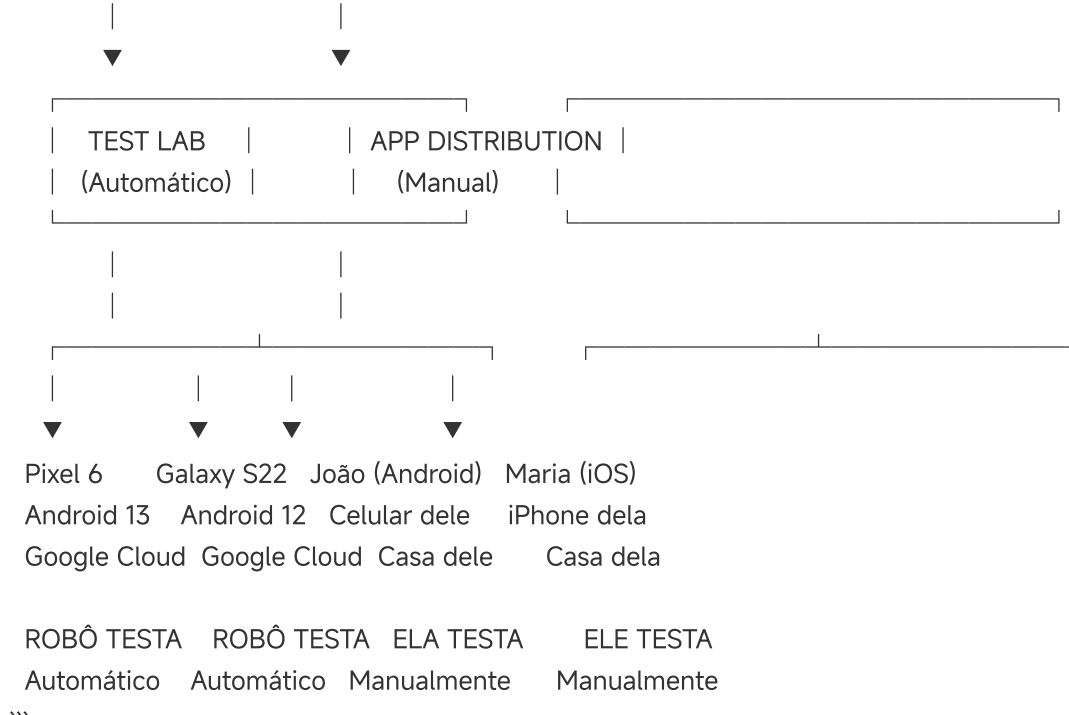 │ │
▼ ▼
┌─────────────────┐ ┌────────────────────┐
│ TEST LAB │ │ APP DISTRIBUTION │
│ (Automático) │ │ (Manual) │
└─────────────────┘ └────────────────────┘
│ │
│ │
┌────────┴─────────┐ ┌─────────┴──────────
│ │ │ │
▼ ▼ ▼ ▼
Pixel 6 Galaxy S22 João (Android) Maria (iOS)
Android 13 Android 12 Celular dele iPhone dela
Google Cloud Google Cloud Casa dele Casa dela
ROBÔ TESTA ROBÔ TESTA ELA TESTA ELE TESTA
Automático Automático Manualmente Manualmente
```